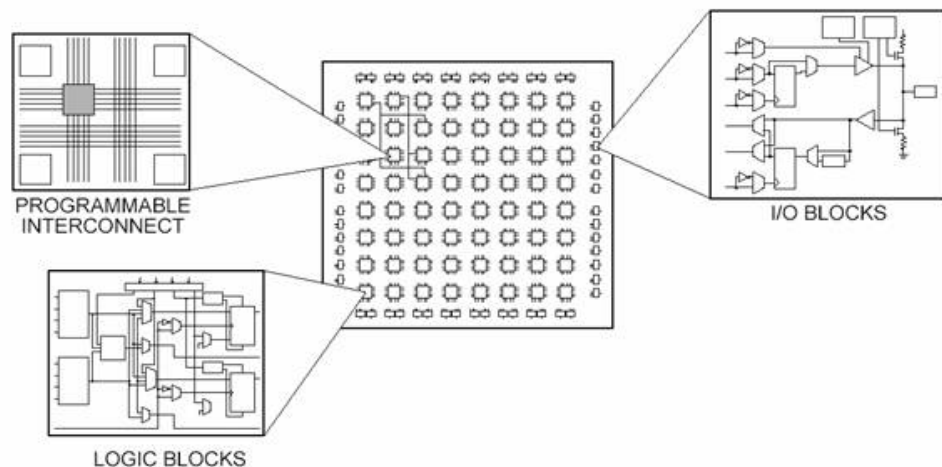 PROGRAMMABLE
INTERCONNECT
I/O BLOCKS
LOGIC BLOCKS